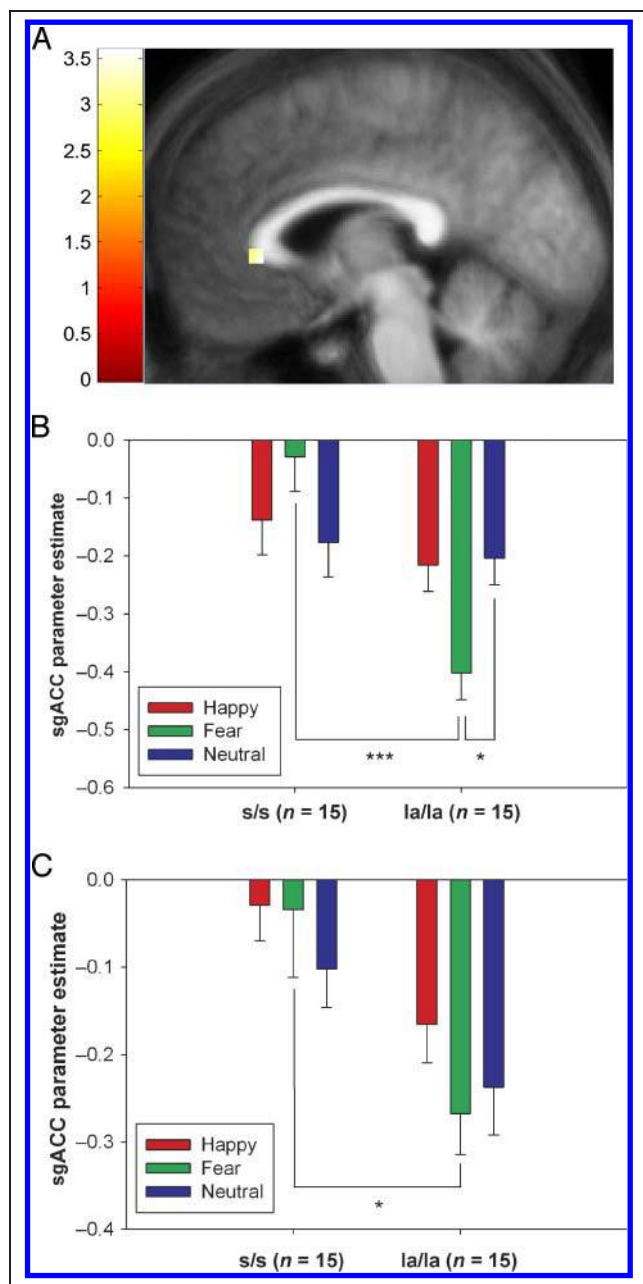 A
3.5
3
2.5
2
1.5
1
0.5
0
B
0.0
–0.1
–0.2
–0.3
–0.4
–0.5
–0.6
sgACC parameter estimate
Happy
Fear
Neutral
***
*
s/s (n = 15)
la/la (n = 15)
C
0.0
–0.1
–0.2
–0.3
–0.4
sgACC parameter estimate
Happy
Fear
Neutral
*
s/s (n = 15)
la/la (n = 15)